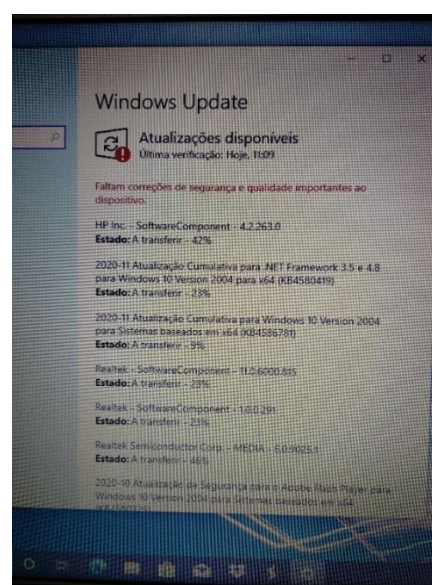 Windows Update
Atualizações disponíveis
Última verificação: Hoje, 11:09
Faltam correções de segurança e qualidade importantes ao
dispositivo.
HP Inc. - SoftwareComponent - 4.2.263.0
Estado: A transferir - 42%
2020-11 Atualização Cumulativa para .NET Framework 3.5 e 4.8
para Windows 10 Version 2004 para x64 (KB4580419)
Estado: A transferir - 23%
2020-11 Atualização Cumulativa para Windows 10 Version 2004
para Sistemas baseados em x64 (KB4586781)
Estado: A transferir - 9%
Realtek - SoftwareComponent - 11.0.6000.815
Estado: A transferir - 23%
Realtek - SoftwareComponent - 1.0.0.291
Estado: A transferir - 23%
Realtek Semiconductor Corp. - MEDIA - 6.0.9025.1
Estado: A transferir - 46%
2020-10 Atualização de Segurança para o Adobe Flash Player para
Windows 10 Version 2004 para Sistemas baseados em x64